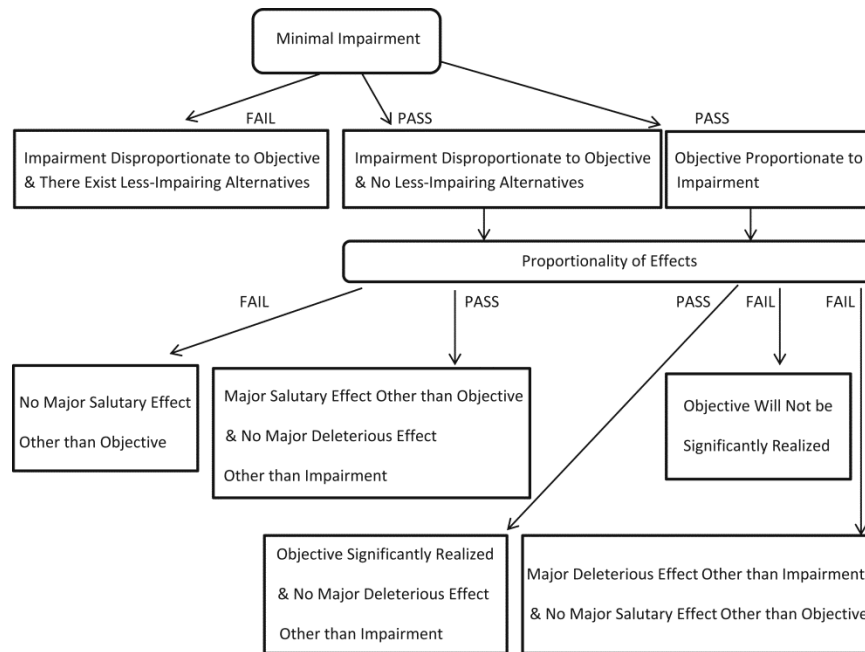 Minimal Impairment
FAIL
PASS
PASS
Impairment Disproportionate to Objective
& There Exist Less-Impairing Alternatives
Impairment Disproportionate to Objective
& No Less-Impairing Alternatives
Objective Proportionate to
Impairment
Proportionality of Effects
FAIL
PASS
PASS
FAIL
FAIL
No Major Salutary Effect
Other than Objective
Major Salutary Effect Other than Objective
& No Major Deleterious Effect
Other than Impairment
Objective Will Not be
Significantly Realized
Objective Significantly Realized
& No Major Deleterious Effect
Other than Impairment
Major Deleterious Effect Other than Impairment
& No Major Salutary Effect Other than Objective